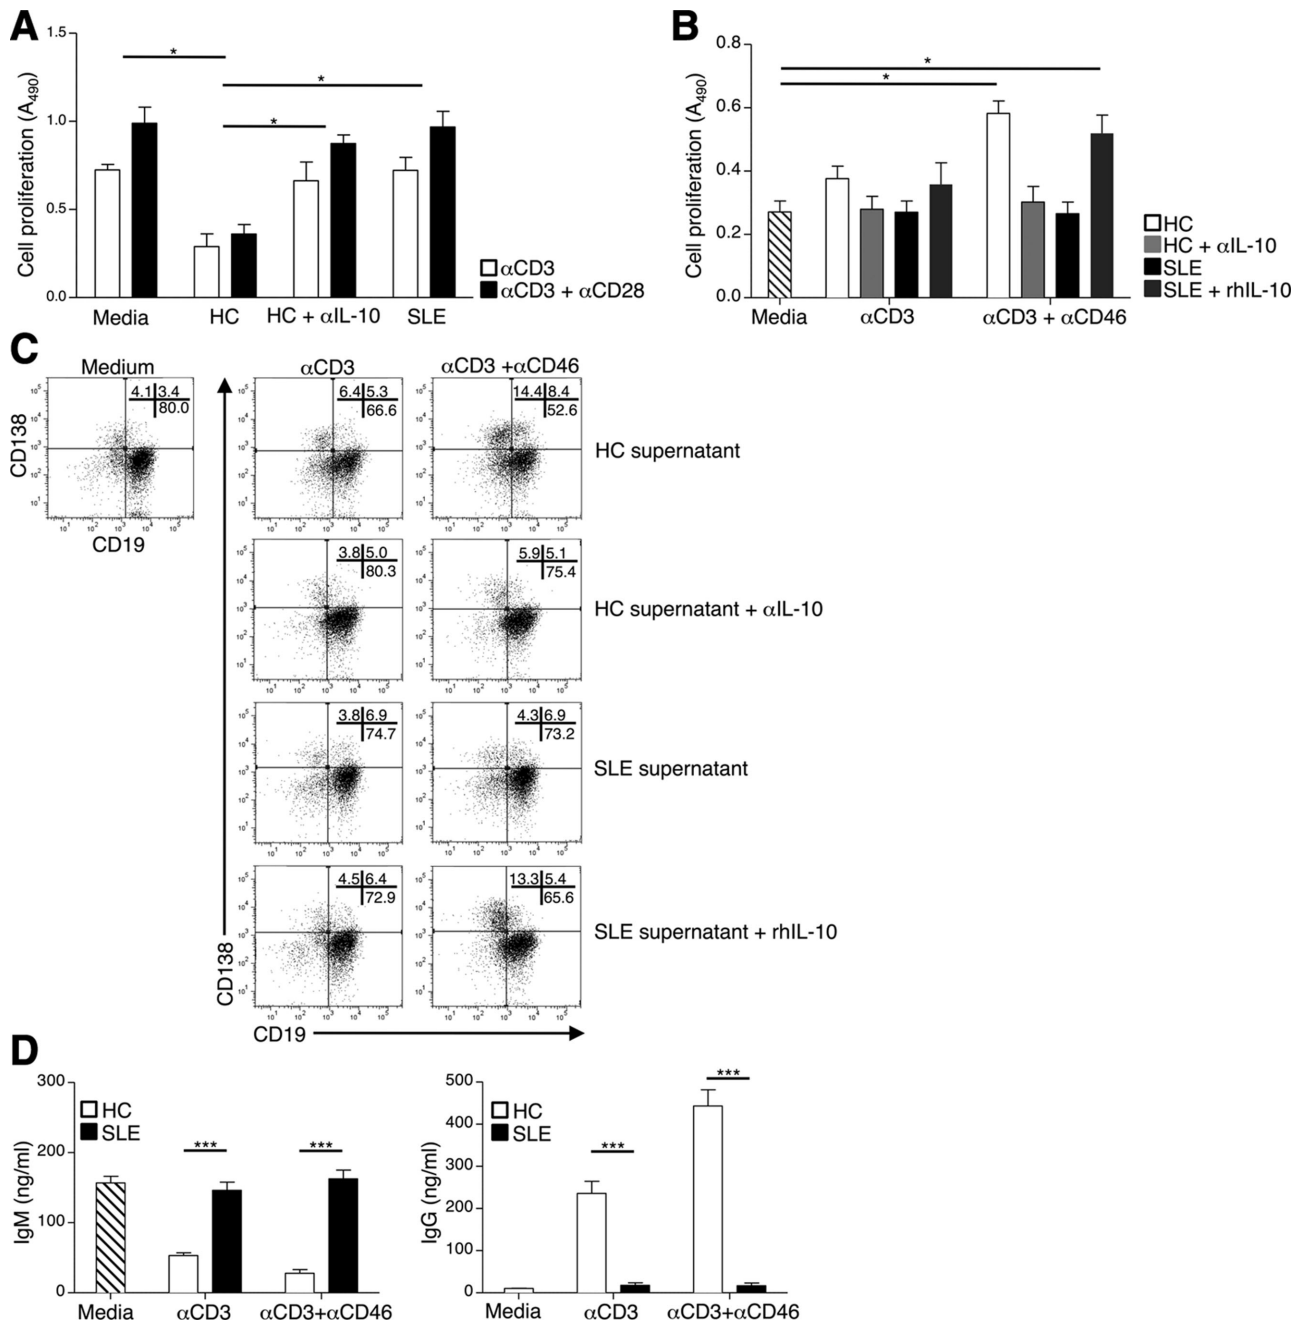 A
B
1.5
1.0
0.5
0.0
Cell proliferation (A490)
*
*
*
Media
HC
HC + αIL-10
SLE
αCD3
αCD3 + αCD28
0.8
0.6
0.4
0.2
0.0
Cell proliferation (A490)
*
*
Media
αCD3
αCD3 + αCD46
HC
HC + αIL-10
SLE
SLE + rhIL-10
C
Medium
αCD3
αCD3 +αCD46
4.1 3.4
80.0
6.4 5.3
66.6
14.4 8.4
52.6
HC supernatant
CD138
CD19
3.8 5.0
80.3
5.9 5.1
75.4
HC supernatant + αIL-10
3.8 6.9
74.7
4.3 6.9
73.2
SLE supernatant
4.5 6.4
72.9
13.3 5.4
65.6
SLE supernatant + rhIL-10
CD138
CD19
D
300
200
100
0
IgM (ng/ml)
HC
SLE
***
***
Media
αCD3
αCD3+αCD46
500
400
300
200
100
0
IgG (ng/ml)
HC
SLE
***
***
Media
αCD3
αCD3+αCD46